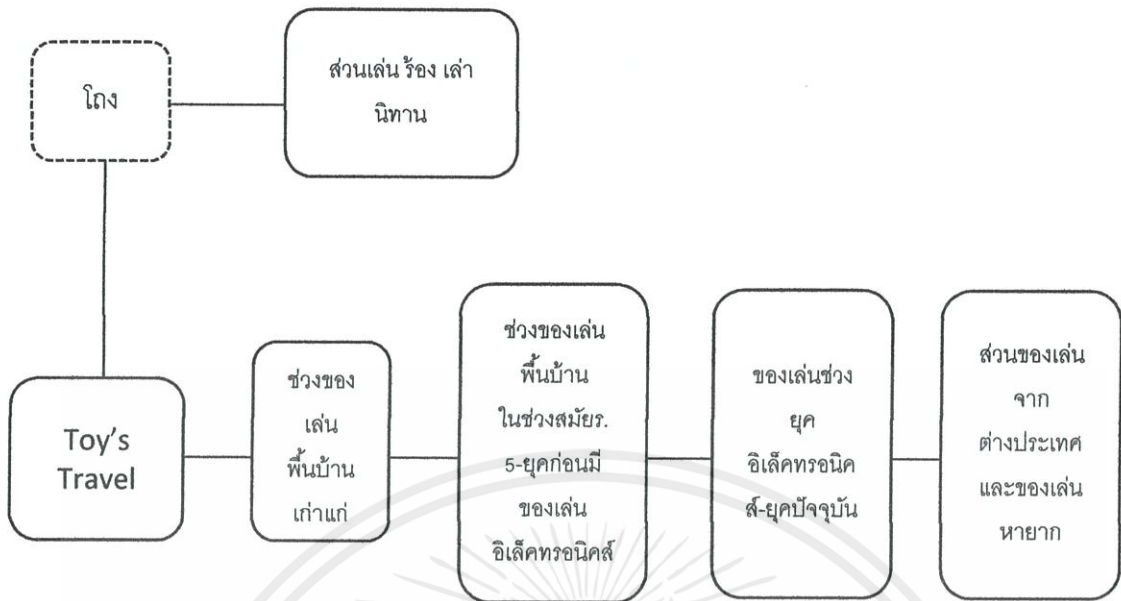 โถง
ส่วนเล่น ร้อง เล่า
นิทาน
Toy's
Travel
ช่วงของ
เล่น
พื้นบ้าน
เก่าแก่
ช่วงของเล่น
พื้นบ้าน
ในช่วงสมัยร.
5-ยุคก่อนมี
ของเล่น
อิเล็คทรอนิคส์
ของเล่นช่วง
ยุค
อิเล็คทรอนิค
ส์-ยุคปัจจุบัน
ส่วนของเล่น
จาก
ต่างประเทศ
และของเล่น
หายาก